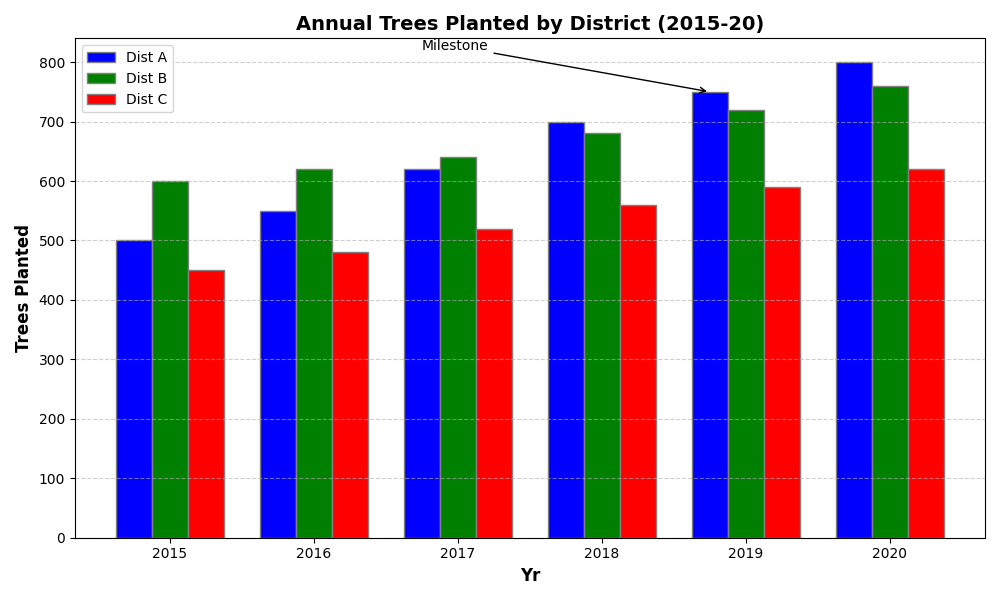 Annual Trees Planted by District (2015-20)
Milestone
Dist A
Dist B
Dist C
Trees Planted
800
700
600
500
400
300
200
100
0
2015 2016 2017 2018 2019 2020
Yr